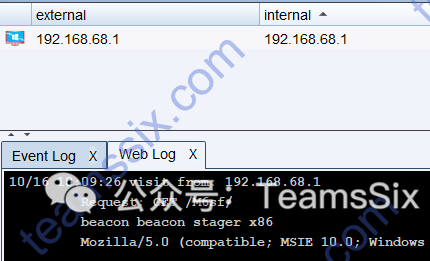 external internal
192.168.68.1 192.168.68.1
teamssix.com
Event Log X Web Log X
10/16 10:09:26 visit from: 192.168.68.1
Request: GET /M6sf/
beacon beacon stager x86
Mozilla/5.0 (compatible; MSIE 10.0; Windows
公众号: TeamsSix